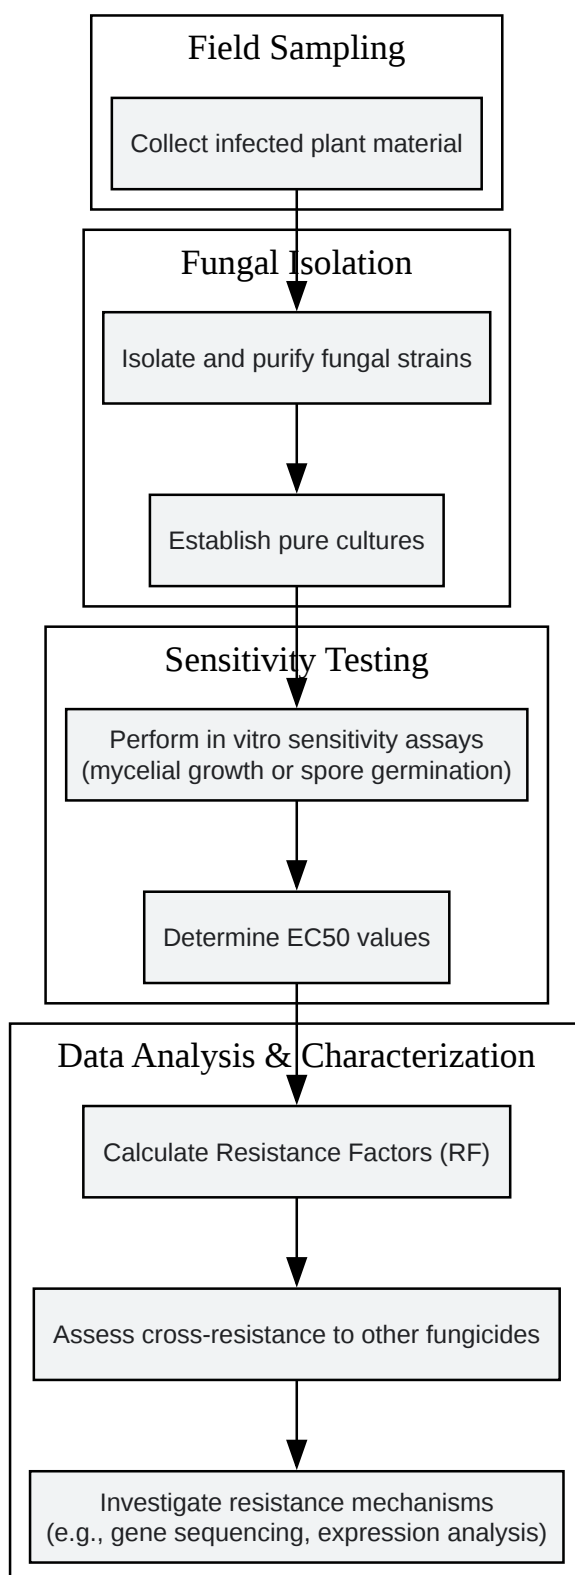 Field Sampling
Collect infected plant material
Fungal Isolation
Isolate and purify fungal strains
Establish pure cultures
Sensitivity Testing
Perform in vitro sensitivity assays
(mycelial growth or spore germination)
Determine EC50 values
Data Analysis & Characterization
Calculate Resistance Factors (RF)
Assess cross-resistance to other fungicides
Investigate resistance mechanisms
(e.g., gene sequencing, expression analysis)